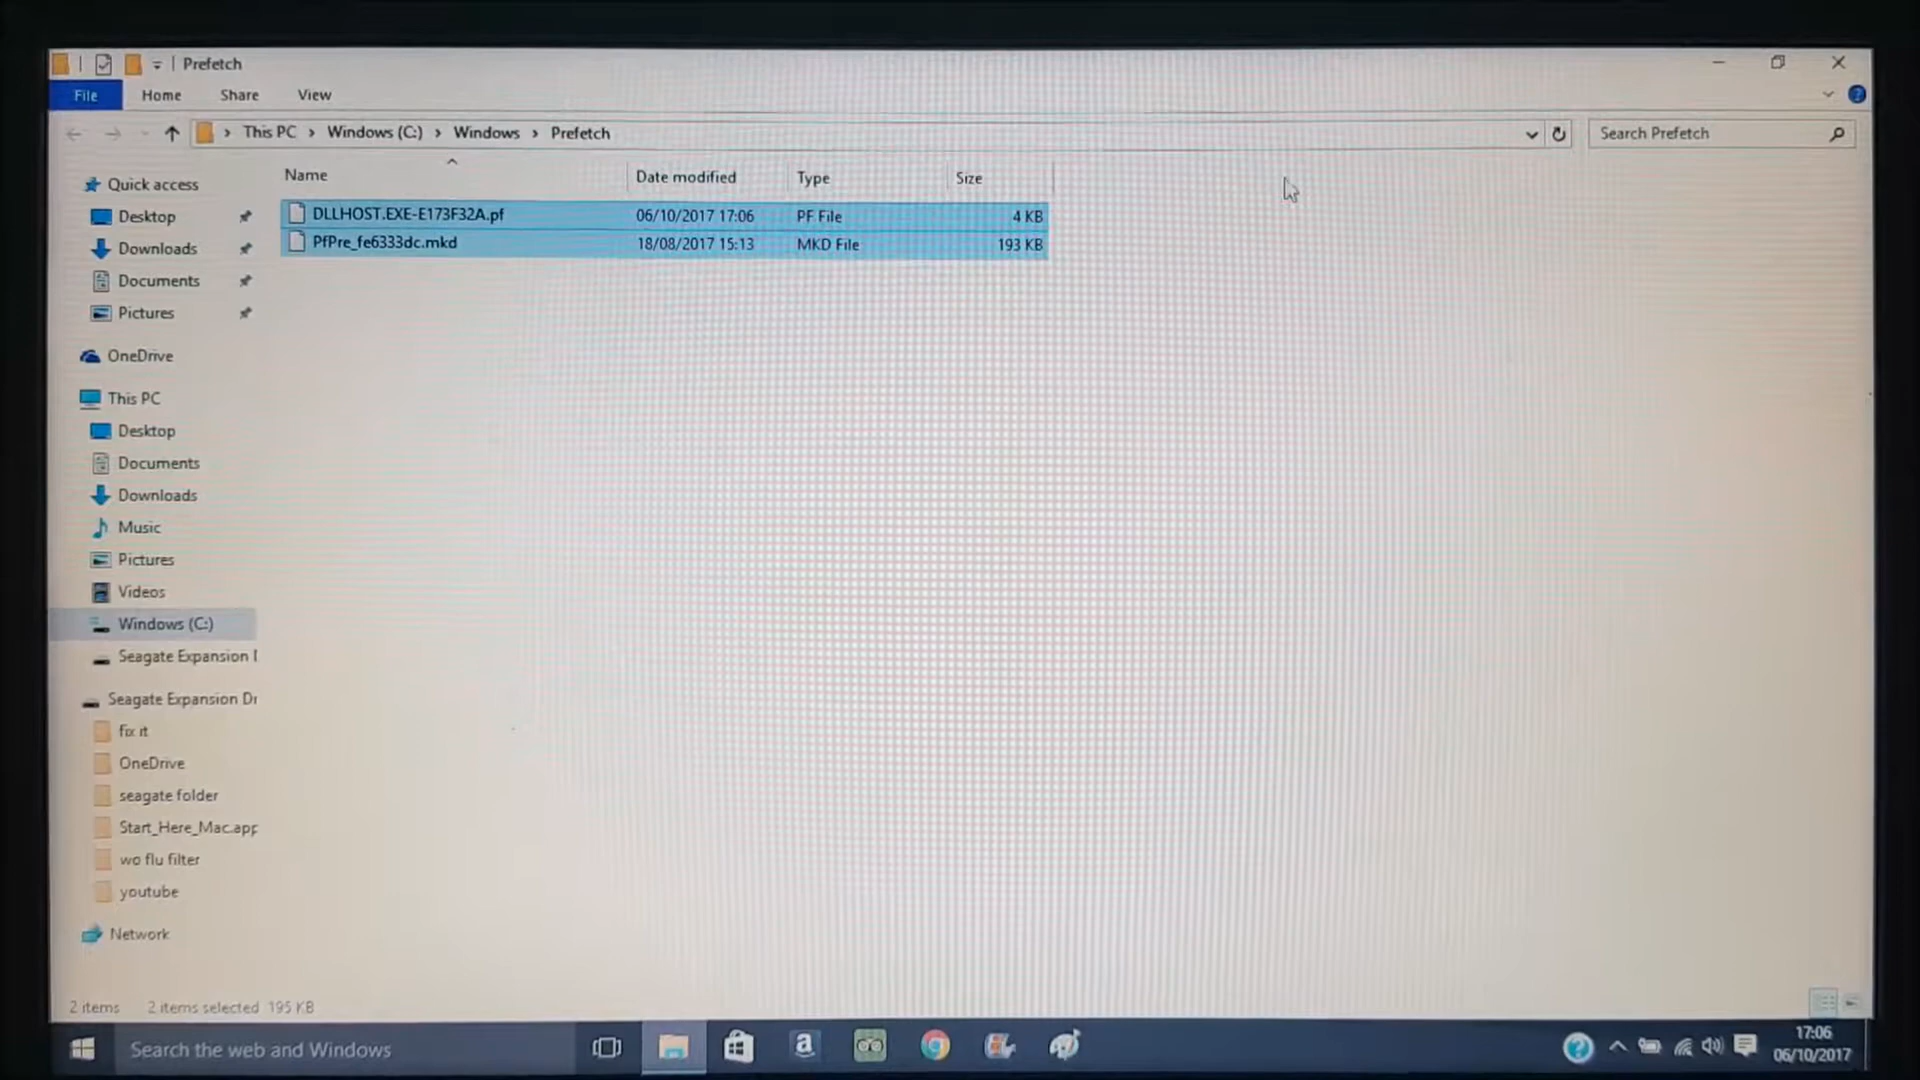 Prefetch
File Home Share View
This PC Windows (C:) Windows Prefetch
Search Prefetch
Name Date modified Type Size
DLLHOST.EXE-E173F32A.pf 06/10/2017 17:06 PF File 4 KB
PfPre_fe6333dc.mkd 18/08/2017 15:13 MKD File 193 KB
Quick access
Desktop
Downloads
Documents
Pictures
OneDrive
This PC
Desktop
Documents
Downloads
Music
Pictures
Videos
Windows (C:)
Seagate Expansion D
Seagate Expansion Dr
fix it
OneDrive
seagate folder
Start_Here_Mac.app
wo flu filter
youtube
Network
2 items 2 items selected 195 KB
Search the web and Windows
17:06
06/10/2017